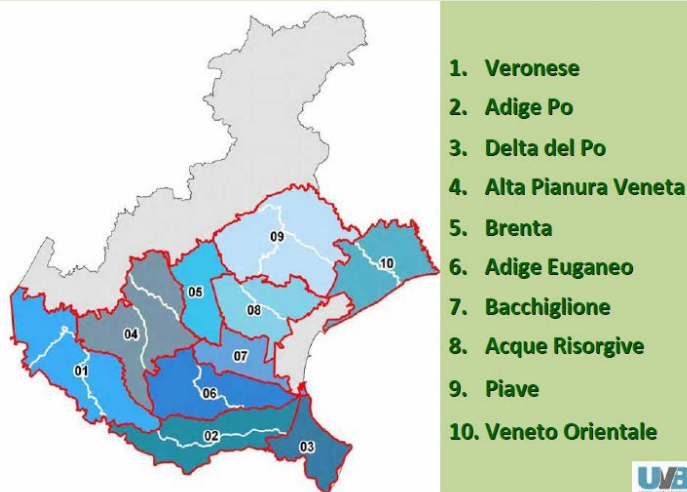 1. Veronese
2. Adige Po
3. Delta del Po
4. Alta Pianura Veneta
5. Brenta
6. Adige Euganeo
7. Bacchiglione
8. Acque Risorgive
9. Piave
10. Veneto Orientale
09
10
05
08
04
07
01
06
02
03
UVB